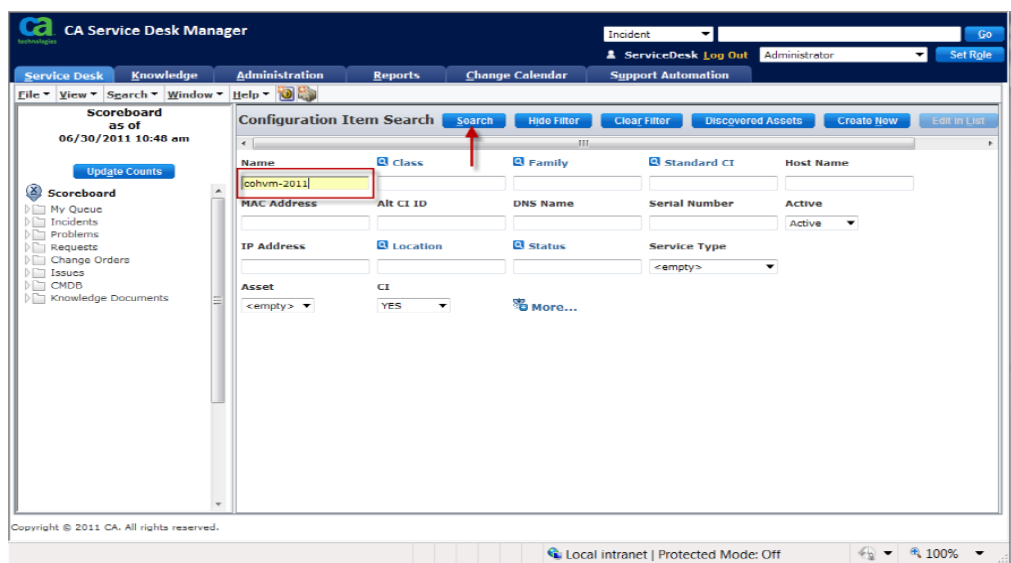 ca
technologies
CA Service Desk Manager
Incident
Go
ServiceDesk Log Out
Administrator
Set Role
Service Desk Knowledge Administration Reports Change Calendar Support Automation
File View Search Window Help
Scoreboard
as of
06/30/2011 10:48 am
Update Counts
Scoreboard
My Queue
Incidents
Problems
Requests
Change Orders
Issues
CMDB
Knowledge Documents
Configuration Item Search Search Hide Filter Clear Filter Discovered Assets Create New Edit in List
Name Class Family Standard CI Host Name
cohvm-2011
MAC Address Alt CI ID DNS Name Serial Number Active
Active
IP Address Location Status Service Type
<empty>
Asset CI
<empty> YES More...
Copyright © 2011 CA. All rights reserved.
Local intranet | Protected Mode: Off 100%